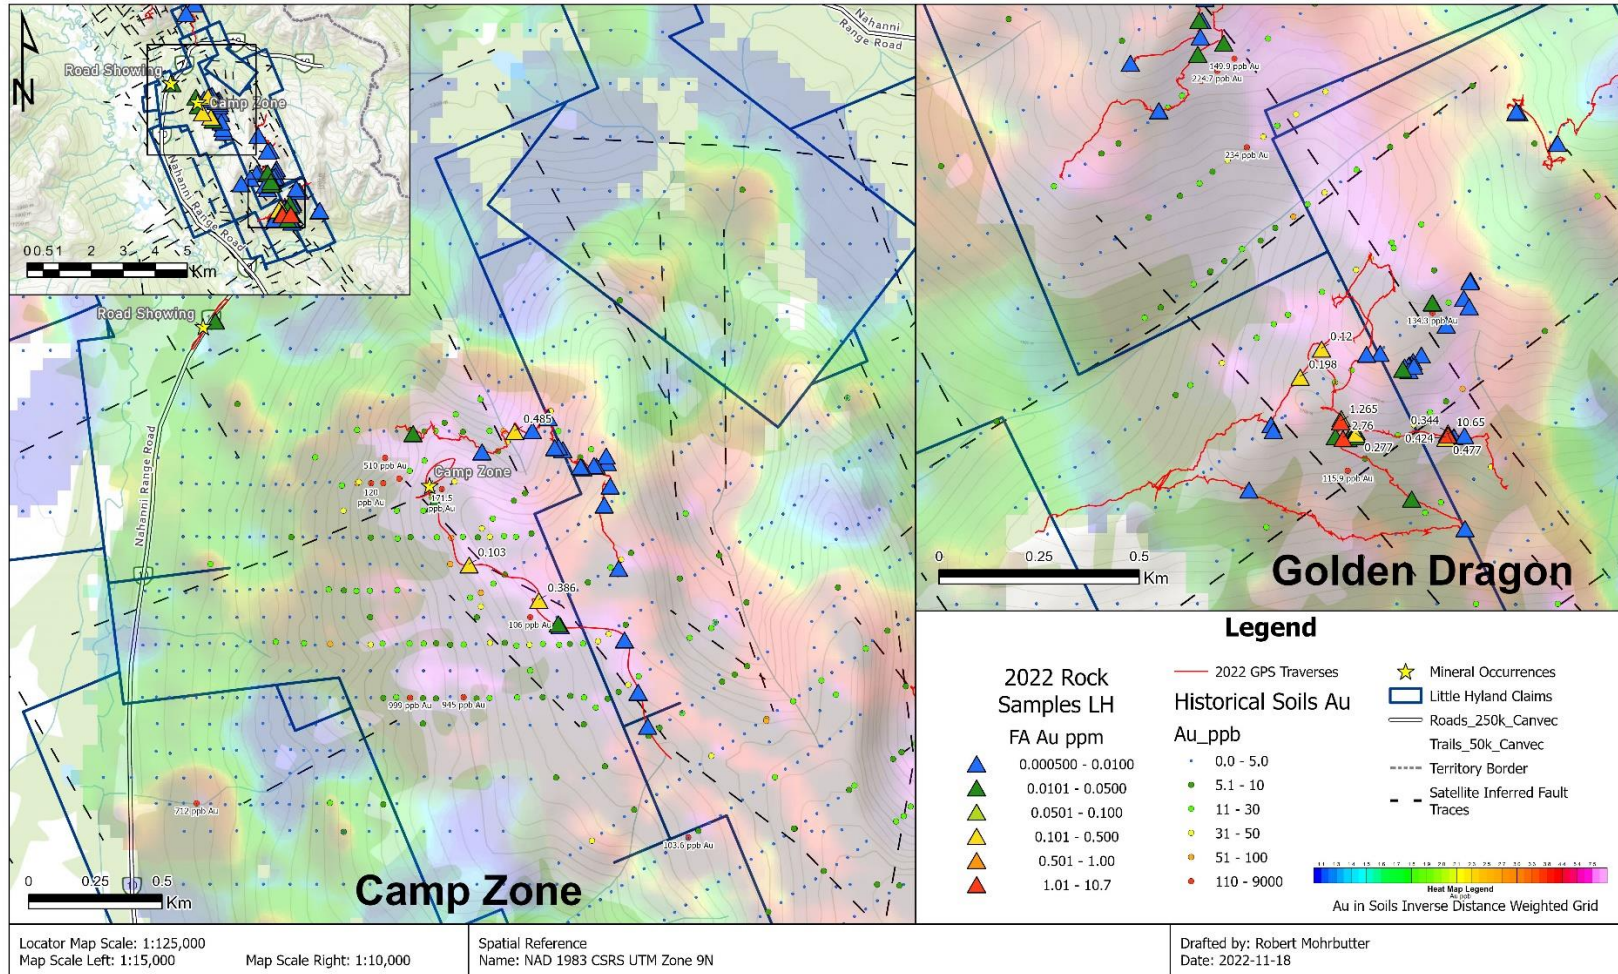 N
Road Showing
Camp Zone
Nahanni Range Road
10
0 0.5 1 2 3 4 5
Km
Nahanni
Range Road
Road Showing
Nahanni Range Road
0.485
510 ppb Au
Camp Zone
120
ppb Au
171.5
ppb Au
0.103
0.386
106 ppb Au
999 ppb Au
945 ppb Au
712 ppb Au
103.6 ppb Au
10
0 0.25 0.5
Km
Camp Zone
149.9 ppb Au
224.7 ppb Au
234 ppb Au
134.3 ppb Au
0.12
0.198
1.265
2.76
0.277
0.344
10.65
0.424
0.477
115.9 ppb Au
0 0.25 0.5
Km
Golden Dragon
Legend
2022 Rock
Samples LH
FA Au ppm
0.000500 - 0.0100
0.0101 - 0.0500
0.0501 - 0.100
0.101 - 0.500
0.501 - 1.00
1.01 - 10.7
2022 GPS Traverses
Historical Soils Au
Au_ppb
0.0 - 5.0
5.1 - 10
11 - 30
31 - 50
51 - 100
110 - 9000
Mineral Occurrences
Little Hyland Claims
Roads_250k_Canvec
Trails_50k_Canvec
Territory Border
Satellite Inferred Fault
Traces
Heat Map Legend
Au ppb
Au in Soils Inverse Distance Weighted Grid
Locator Map Scale: 1:125,000
Map Scale Left: 1:15,000 Map Scale Right: 1:10,000
Spatial Reference
Name: NAD 1983 CSRS UTM Zone 9N
Drafted by: Robert Mohrbutter
Date: 2022-11-18